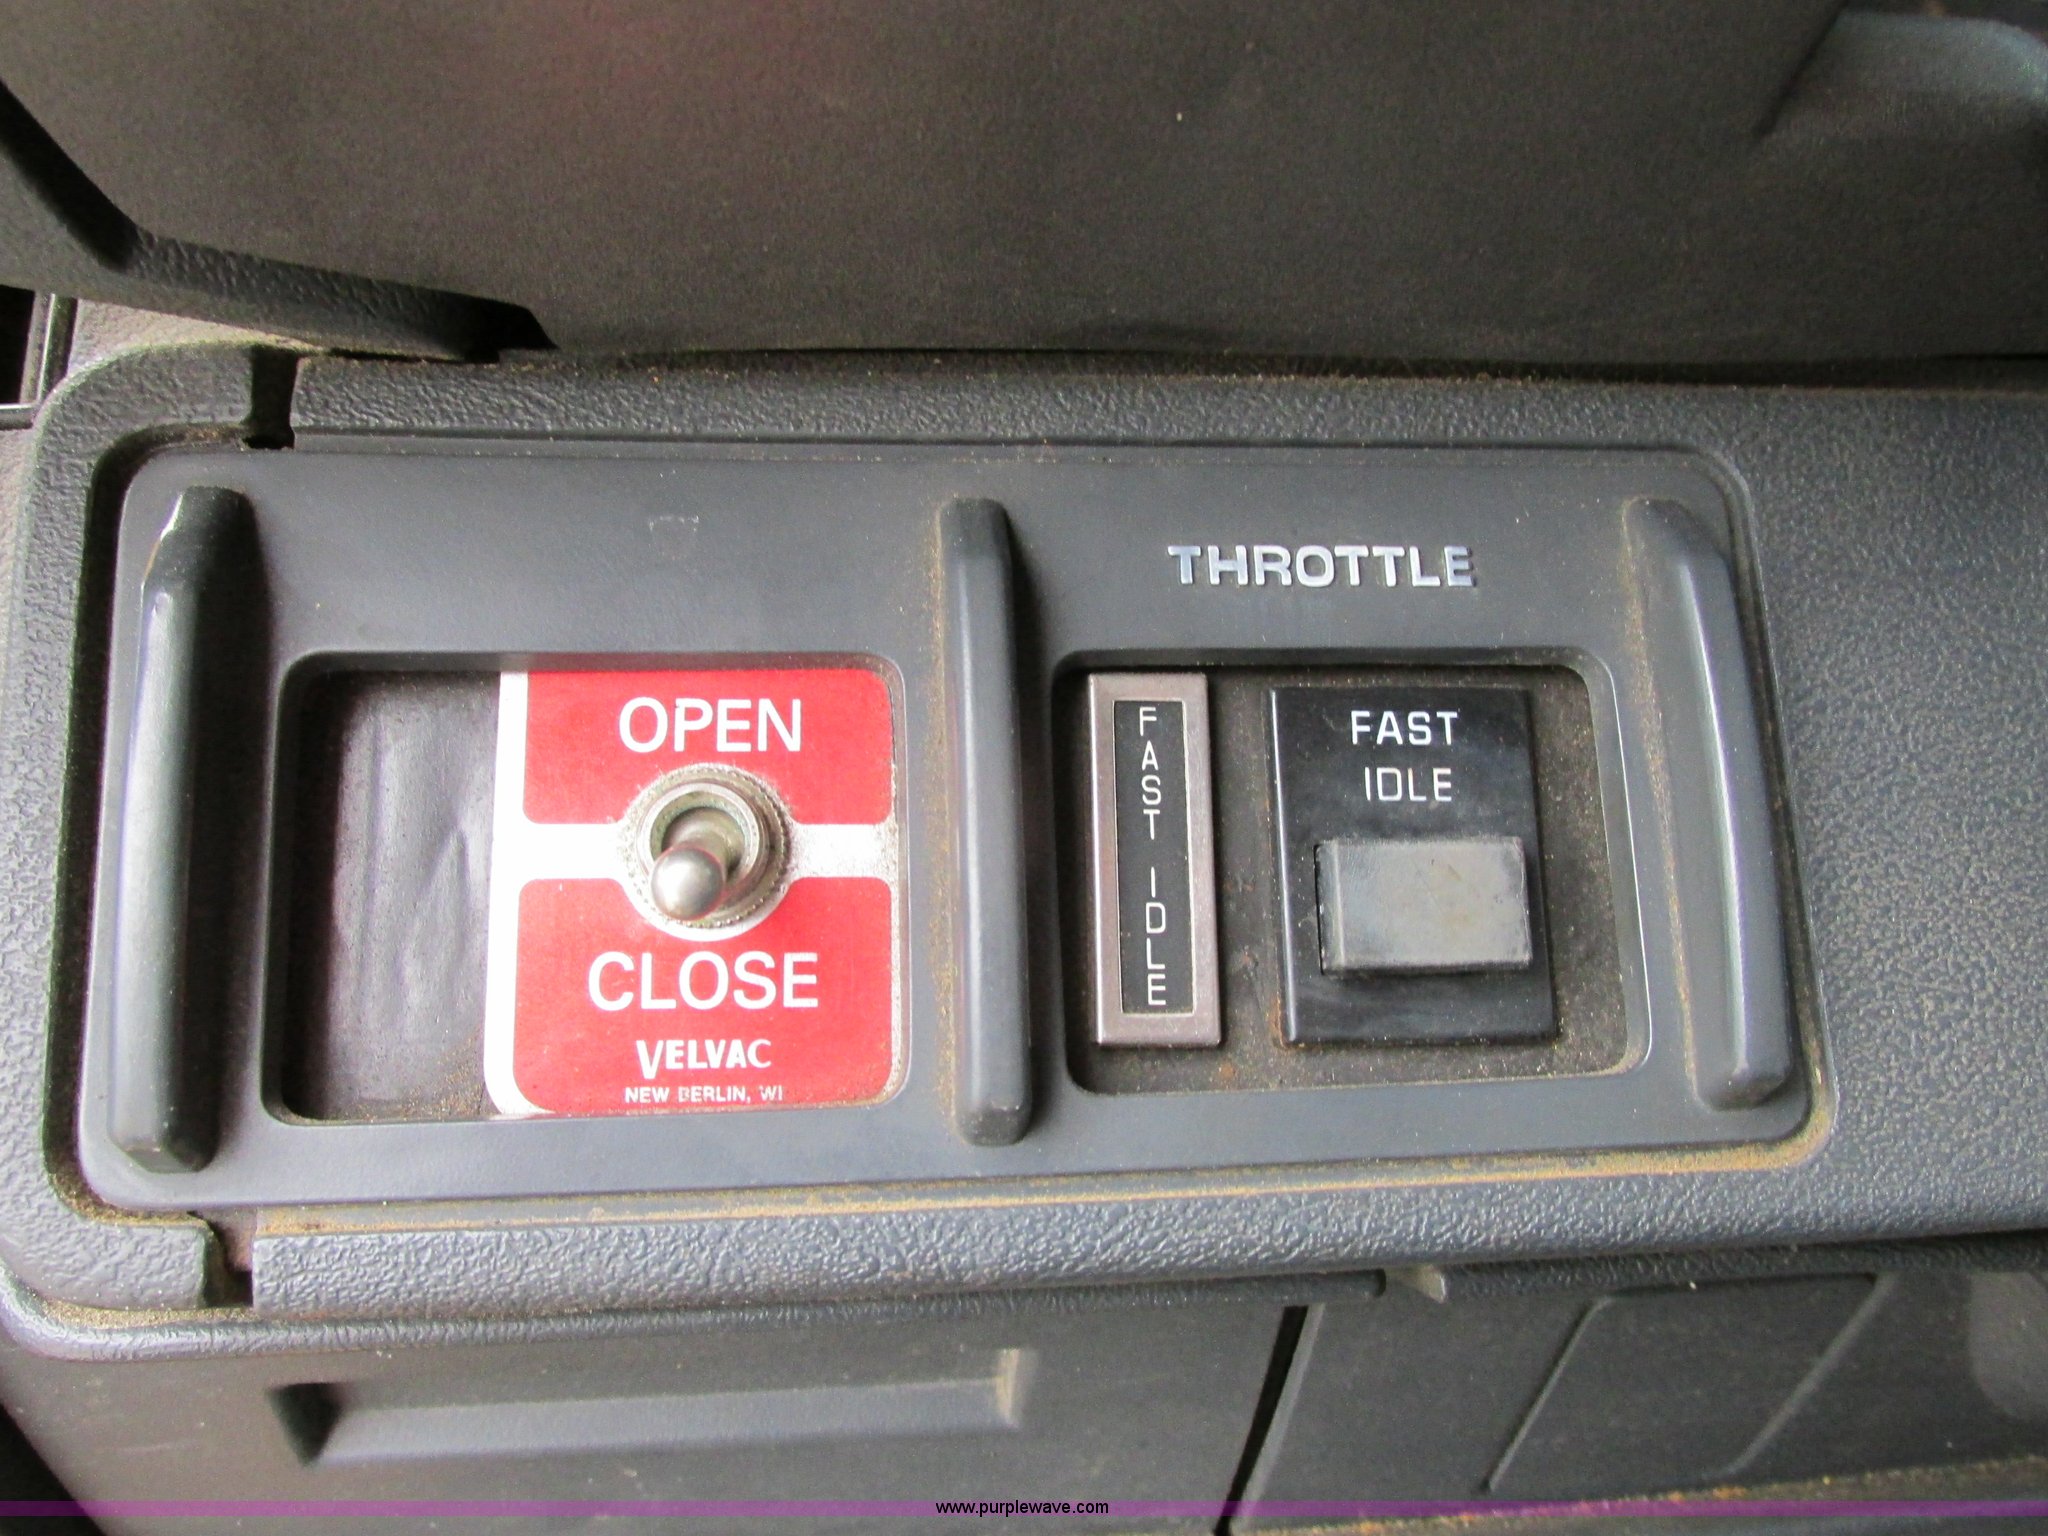 THROTTLE
OPEN
CLOSE
VELVAC
NEW BERLIN, WI
FAST IDLE
FAST
IDLE
www.purplewave.com